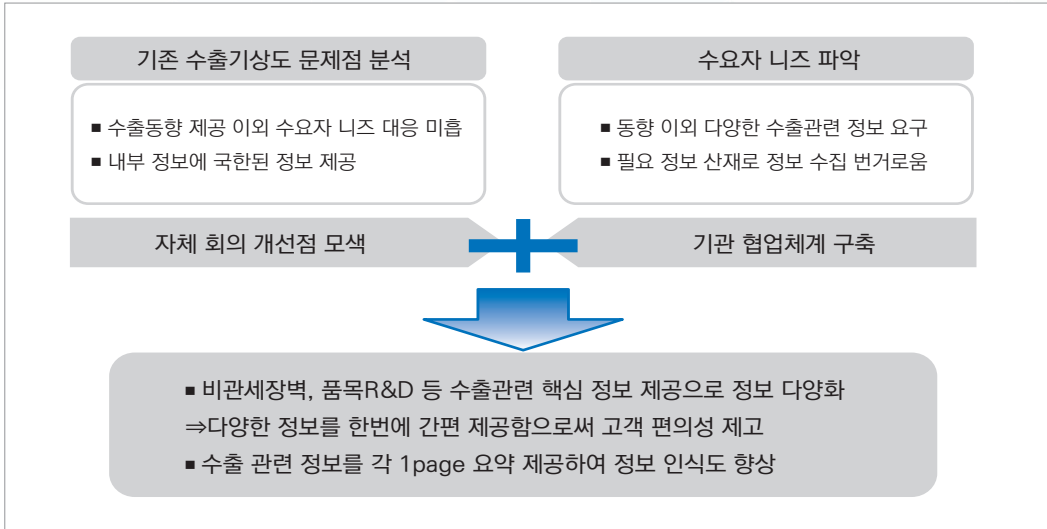 기존 수출기상도 문제점 분석
■ 수출동향 제공 이외 수요자 니즈 대응 미흡
■ 내부 정보에 국한된 정보 제공
자체 회의 개선점 모색
수요자 니즈 파악
■ 동향 이외 다양한 수출관련 정보 요구
■ 필요 정보 산재로 정보 수집 번거로움
기관 협업체계 구축
■ 비관세장벽, 품목R&D 등 수출관련 핵심 정보 제공으로 정보 다양화
⇒다양한 정보를 한번에 간편 제공함으로써 고객 편의성 제고
■ 수출 관련 정보를 각 1page 요약 제공하여 정보 인식도 향상